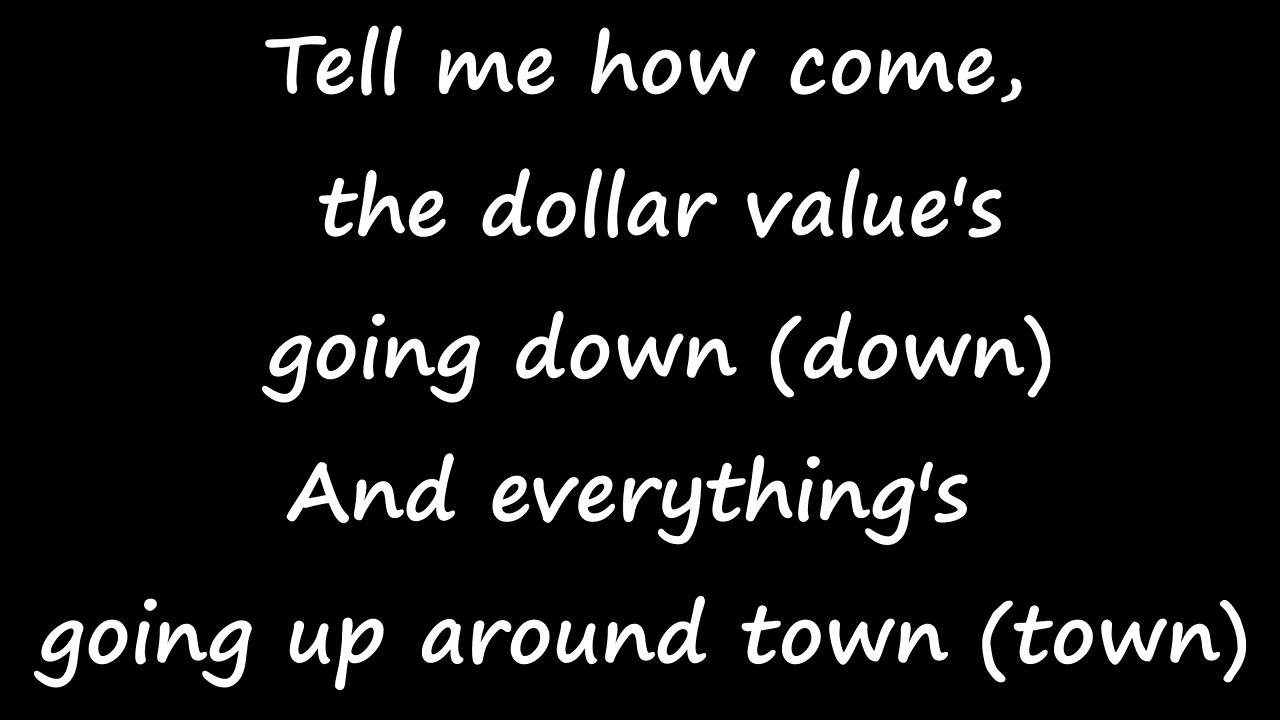 Tell me how come,
the dollar value's
going down (down)
And everything's
going up around town (town)